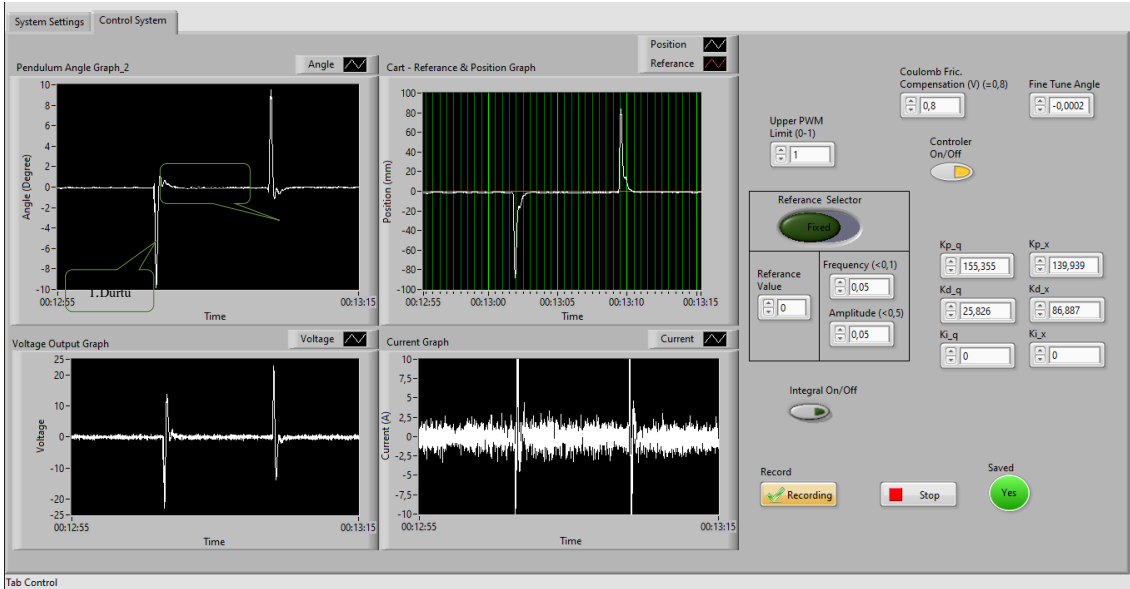 System Settings
Control System
Pendulum Angle Graph_2
Angle
Angle (Degree)
10
8
6
4
2
0
-2
-4
-6
-8
-10
1.Durtu
00:12:55
00:13:15
Time
Position
Referance
Cart - Referance & Position Graph
Position (mm)
100
80
60
40
20
0
-20
-40
-60
-80
-100
00:12:55
00:13:00
00:13:05
00:13:10
00:13:15
Time
Voltage Output Graph
Voltage
Voltage
25
20
10
0
-10
-20
-25
00:12:55
00:13:15
Time
Current Graph
Current
Current (A)
10
7,5
5
2,5
0
-2,5
-5
-7,5
-10
00:12:55
00:13:15
Time
Coulomb Fric.
Compensation (V) (=0,8)
0,8
Fine Tune Angle
-0,0002
Upper PWM
Limit (0-1)
1
Controler
On/Off
Referance Selector
Fixed
Referance
Value
0
Frequency (<0,1)
0,05
Amplitude (<0,5)
0,05
Kp_q
155,355
Kp_x
139,939
Kd_q
25,826
Kd_x
86,887
Ki_q
0
Ki_x
0
Integral On/Off
Record
Recording
Stop
Saved
Yes
Tab Control